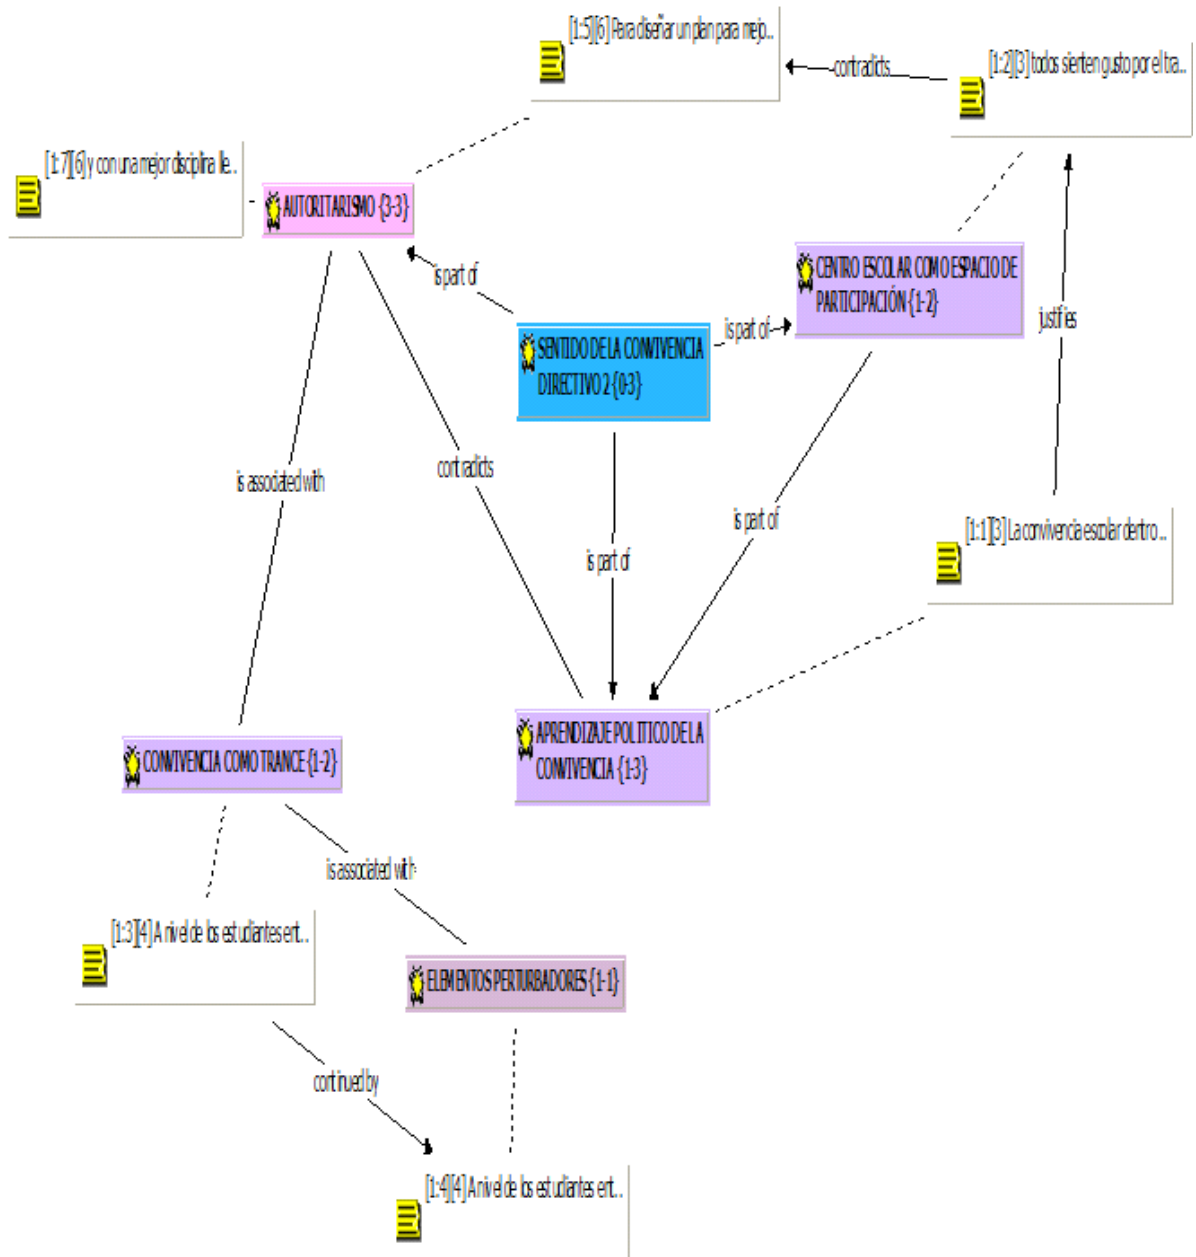 [1:5][6] Para diseñar un plan para mejo..
contradicts
[1:2][3] todos sienten gusto por el tra..
[1:7][6] y con una mejor disciplina lle..
AUTORITARISMO {3-3}
is part of
CENTRO ESCOLAR COMO ESPACIO DE
PARTICIPACIÓN {1-2}
is part of
justifies
SENTIDO DE LA CONVIVENCIA
DIRECTIVO 2 {0-3}
is associated with
contradicts
is part of
is part of
[1:1][3] La convivencia escolar dentro...
APRENDIZAJE POLITICO DE LA
CONVIVENCIA {1-3}
CONVIVENCIA COMO TRANCE {1-2}
is associated with
[1:3][4] A nivel de los estudiantes ent..
ELEMENTOS PERTURBADORES {1-1}
continued by
[1:4][4] A nivel de los estudiantes ent..